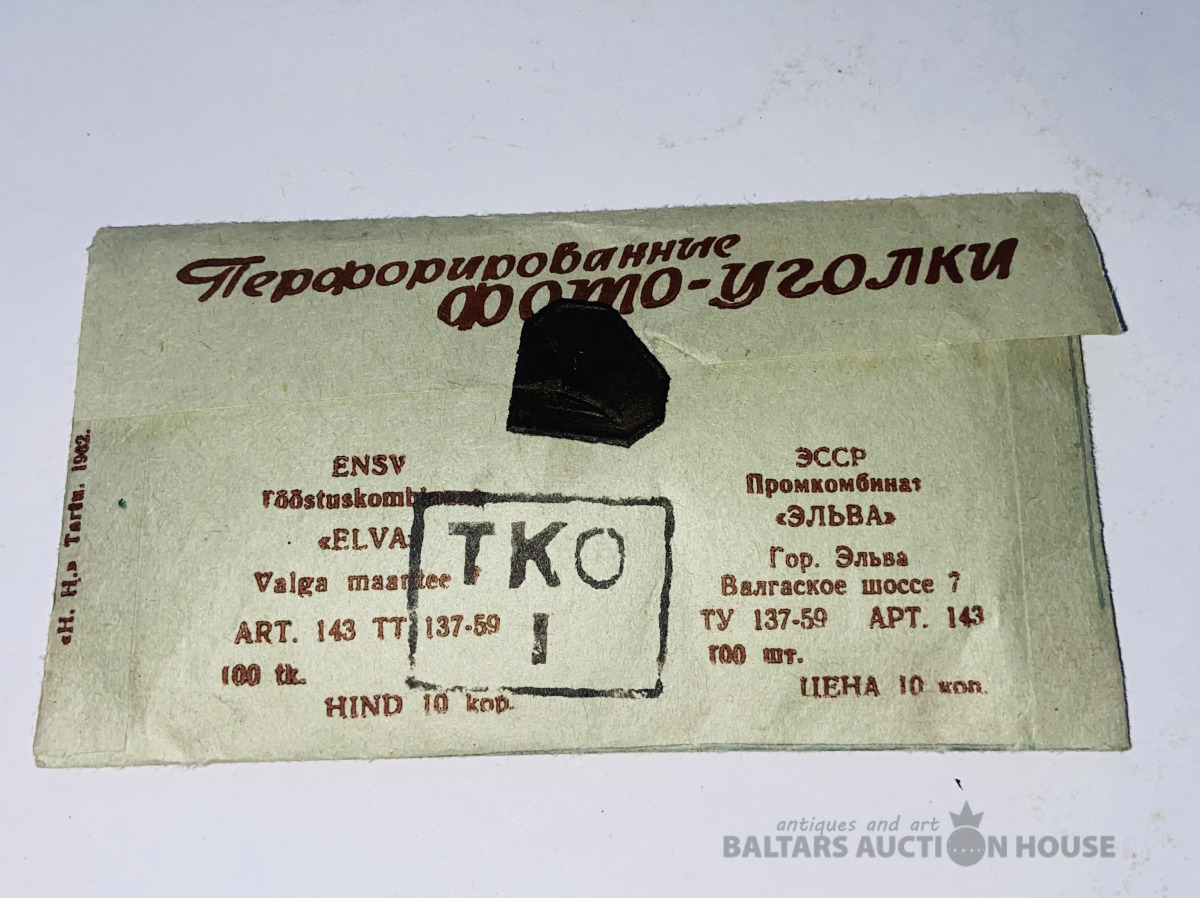 Перфорированные
фото-уголки
«Н. Н.» Tartu. 1962.
ENSV
Tööstuskombinaat
«ELVA»
Valga maantee 7
ART. 143 TT 137-59
100 tk.
HIND 10 kop.
TKO
I
ЭССР
Промкомбинат
«ЭЛЬВА»
Гор. Эльва
Валгаское шоссе 7
ТУ 137-59 АРТ. 143
100 шт.
ЦЕНА 10 коп.
antiques and art
BALTARS AUCTION HOUSE